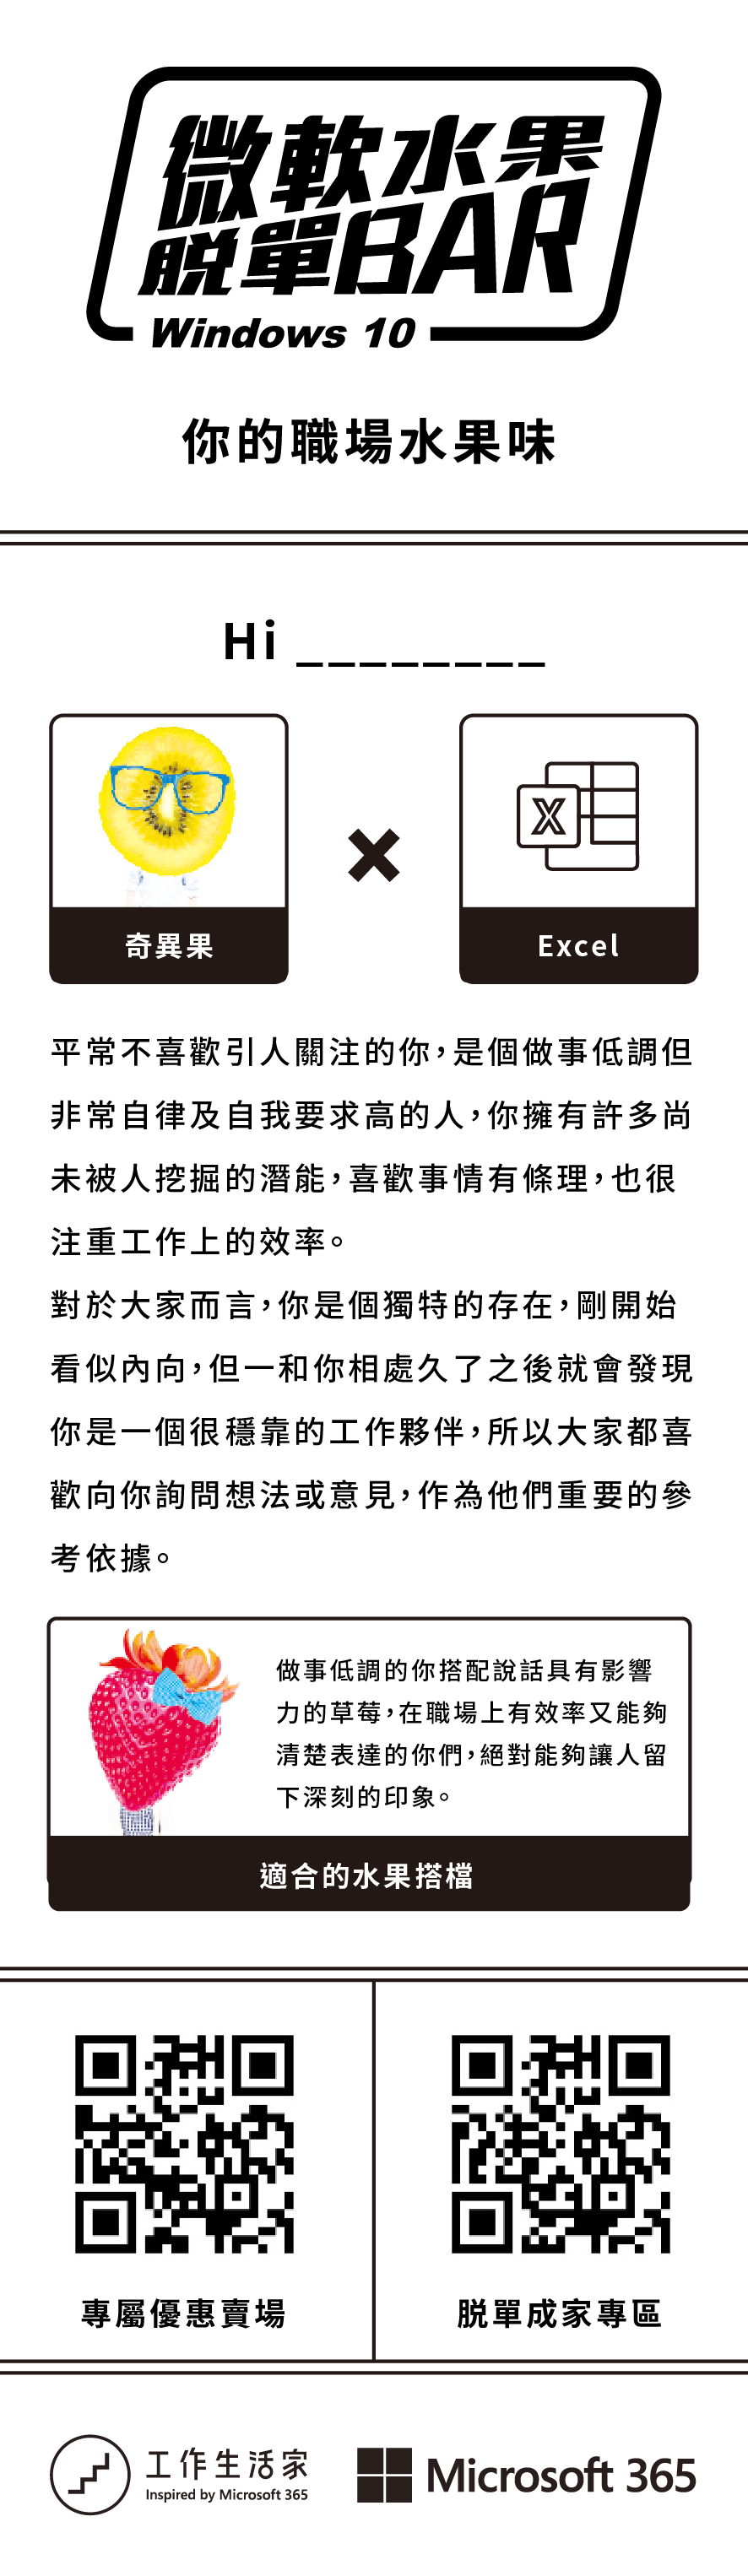 微軟水果
脫單BAR
Windows 10
你的職場水果味
Hi ________
奇異果
Excel
平常不喜歡引人關注的你，是個做事低調但
非常自律及自我要求高的人，你擁有許多尚
未被人挖掘的潛能，喜歡事情有條理，也很
注重工作上的效率。
對於大家而言，你是個獨特的存在，剛開始
看似內向，但一和你相處久了之後就會發現
你是一個很穩靠的工作夥伴，所以大家都喜
歡向你詢問想法或意見，作為他們重要的參
考依據。
做事低調的你搭配說話具有影響
力的草莓，在職場上有效率又能夠
清楚表達的你們，絕對能夠讓人留
下深刻的印象。
適合的水果搭檔
專屬優惠賣場
脫單成家專區
工作生活家
Inspired by Microsoft 365
Microsoft 365